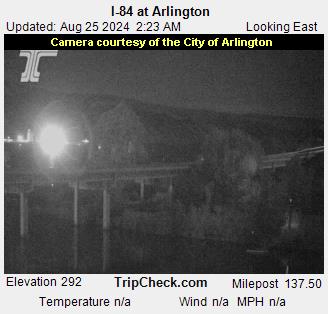 I-84 at Arlington
Updated: Aug 25 2024 2:23 AM Looking East
Camera courtesy of the City of Arlington
Elevation 292 TripCheck.com Milepost 137.50
Temperature n/a Wind n/a MPH n/a